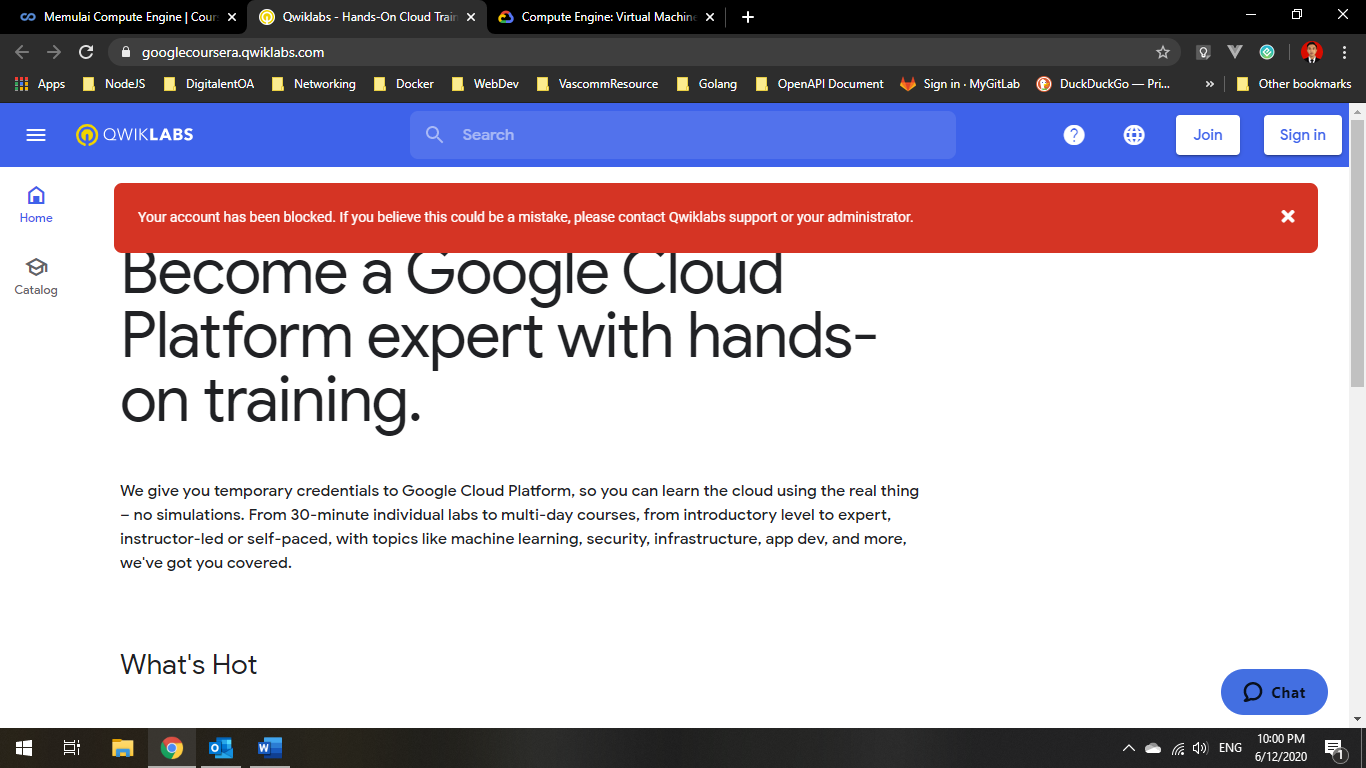 Memulai Compute Engine | Cour
Qwiklabs - Hands-On Cloud Train
Compute Engine: Virtual Machine
googlecoursera.qwiklabs.com
Apps NodeJS DigitalentOA Networking Docker WebDev VascommResource Golang OpenAPI Document Sign in · MyGitLab DuckDuckGo — Pri... » Other bookmarks
QWIKLABS Search ? Join Sign in
Home
Catalog
Your account has been blocked. If you believe this could be a mistake, please contact Qwiklabs support or your administrator.
Become a Google Cloud
Platform expert with hands-
on training.
We give you temporary credentials to Google Cloud Platform, so you can learn the cloud using the real thing
– no simulations. From 30-minute individual labs to multi-day courses, from introductory level to expert,
instructor-led or self-paced, with topics like machine learning, security, infrastructure, app dev, and more,
we've got you covered.
What's Hot
Chat
ENG
10:00 PM
6/12/2020
1